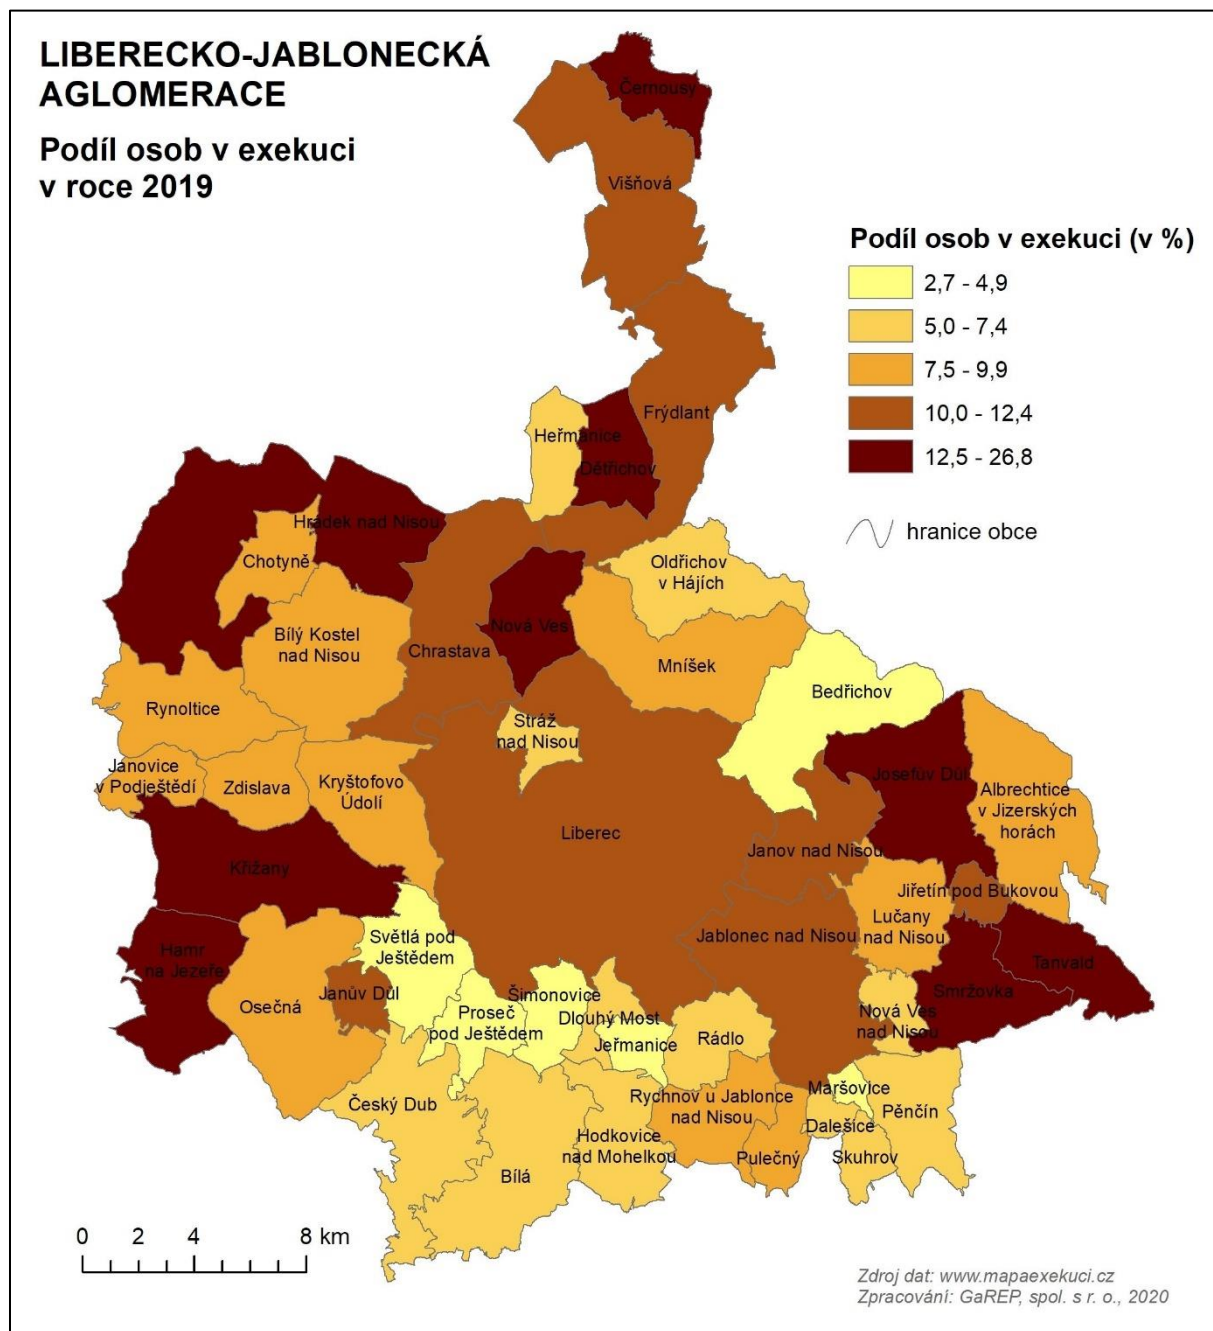 LIBERECKO-JABLONECKÁ
AGLOMERACE
Podíl osob v exekuci
v roce 2019
Podíl osob v exekuci (v %)
2,7 - 4,9
5,0 - 7,4
7,5 - 9,9
10,0 - 12,4
12,5 - 26,8
hranice obce
Černousy
Višňová
Frýdlant
Heřmanice
Dětřichov
Hrádek nad Nisou
Chotyně
Oldřichov
v Hájích
Nová Ves
Bílý Kostel
nad Nisou
Chrastava
Mníšek
Bedřichov
Rynoltice
Stráž
nad Nisou
Janovice
v Podještědí
Zdislava
Kryštofovo
Údolí
Josefův Důl
Albrechtice
v Jizerských
horách
Liberec
Janov nad Nisou
Křižany
Jiřetín pod Bukovou
Lučany
nad Nisou
Světlá pod
Ještědem
Jablonec nad Nisou
Hamr
na Jezeře
Tanvald
Osečná
Janův Důl
Šimonovice
Smržovka
Proseč
pod Ještědem
Dlouhý Most
Nová Ves
nad Nisou
Jeřmanice
Rádlo
Maršovice
Český Dub
Rychnov u Jablonce
nad Nisou
Pěnčín
Dalešice
Hodkovice
nad Mohelkou
Pulečný
Skuhrov
Bílá
0 2 4 8 km
Zdroj dat: www.mapaexekuci.cz
Zpracování: GaREP, spol. s r. o., 2020